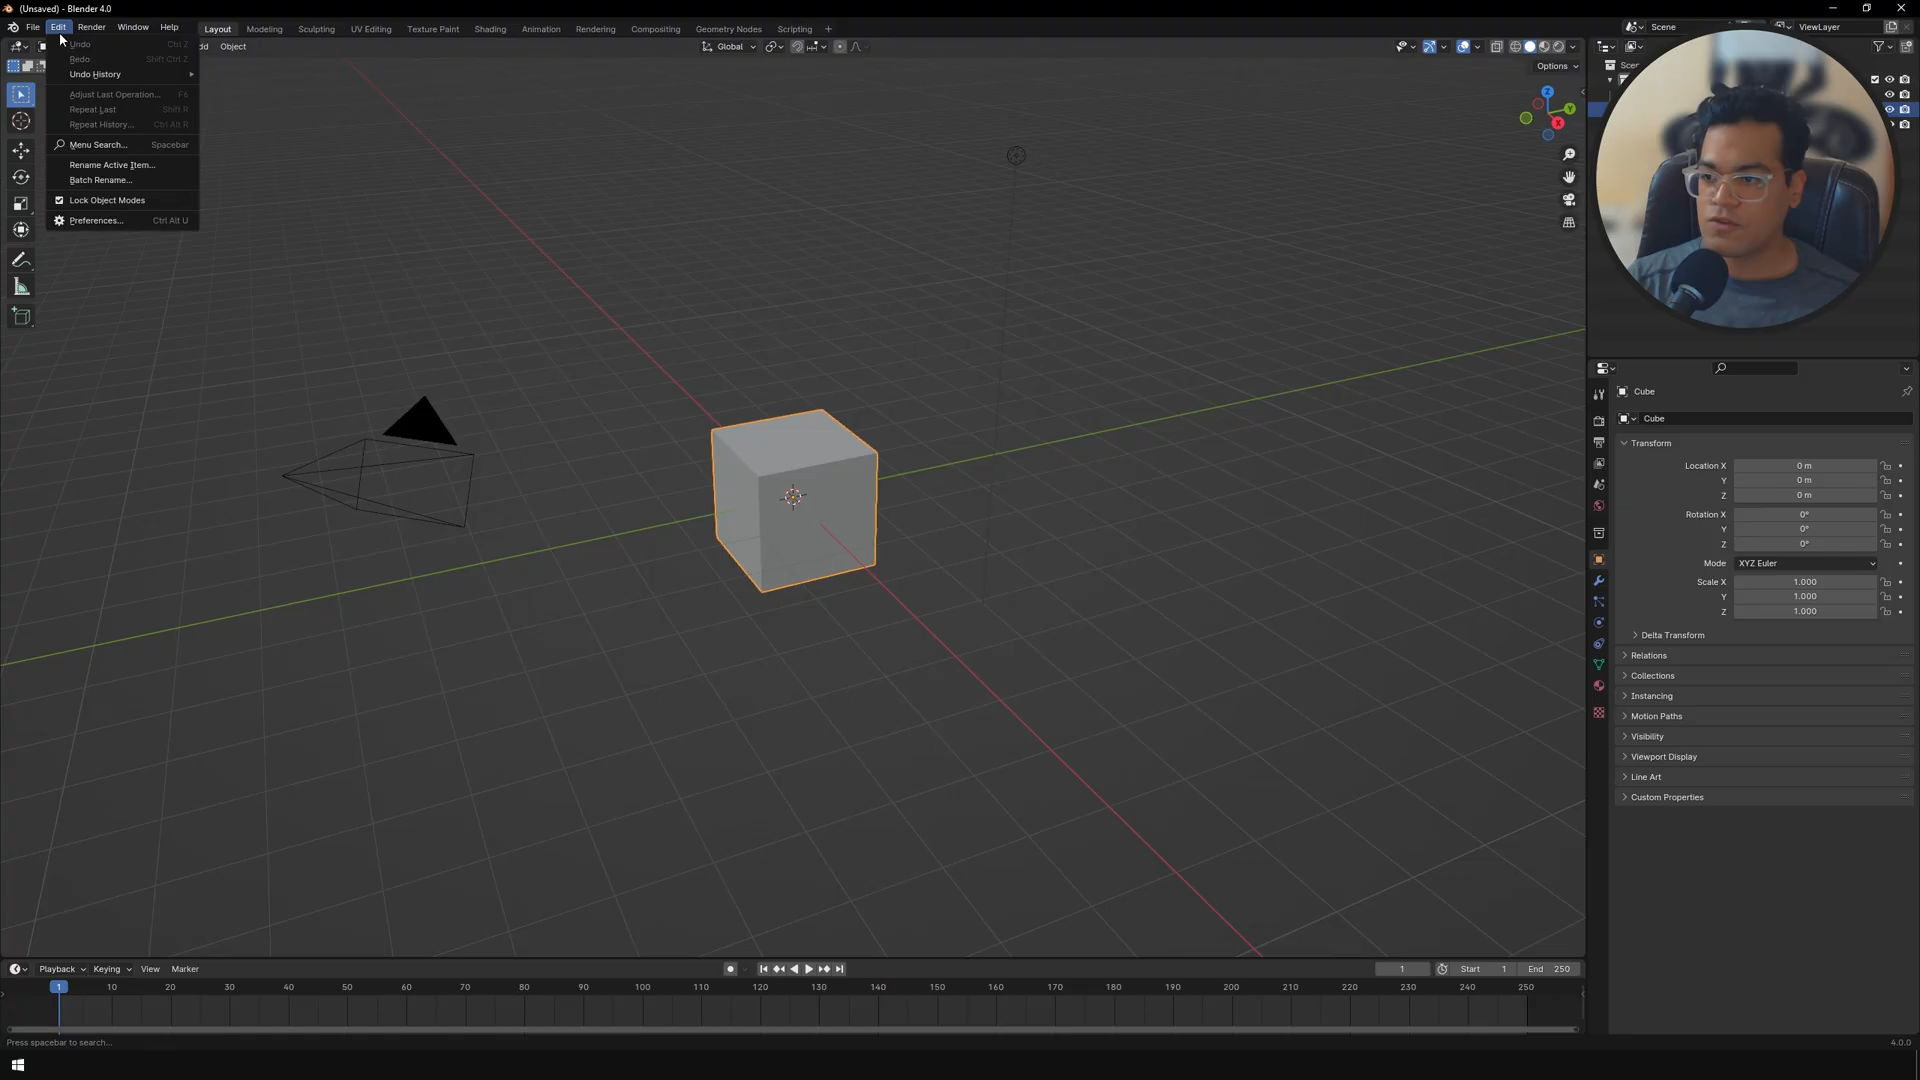 (Unsaved) - Blender 4.0
File Edit Render Window Help Layout Modeling Sculpting UV Editing Texture Paint Shading Animation Rendering Compositing Geometry Nodes Scripting + Scene ViewLayer
dd Object Global
Options
Undo Ctrl Z
Redo Shift Ctrl Z
Undo History
Adjust Last Operation... F6
Repeat Last Shift R
Repeat History... Ctrl Alt R
Menu Search... Spacebar
Rename Active Item...
Batch Rename...
Lock Object Modes
Preferences... Ctrl Alt U
Z
Y
X
Cube
Cube
Transform
Location X 0 m
Y 0 m
Z 0 m
Rotation X 0°
Y 0°
Z 0°
Mode XYZ Euler
Scale X 1.000
Y 1.000
Z 1.000
Delta Transform
Relations
Collections
Instancing
Motion Paths
Visibility
Viewport Display
Line Art
Custom Properties
Playback Keying View Marker 1 Start 1 End 250
1 10 20 30 40 50 60 70 80 90 100 110 120 130 140 150 160 170 180 190 200 210 220 230 240 250
Press spacebar to search... 4.0.0